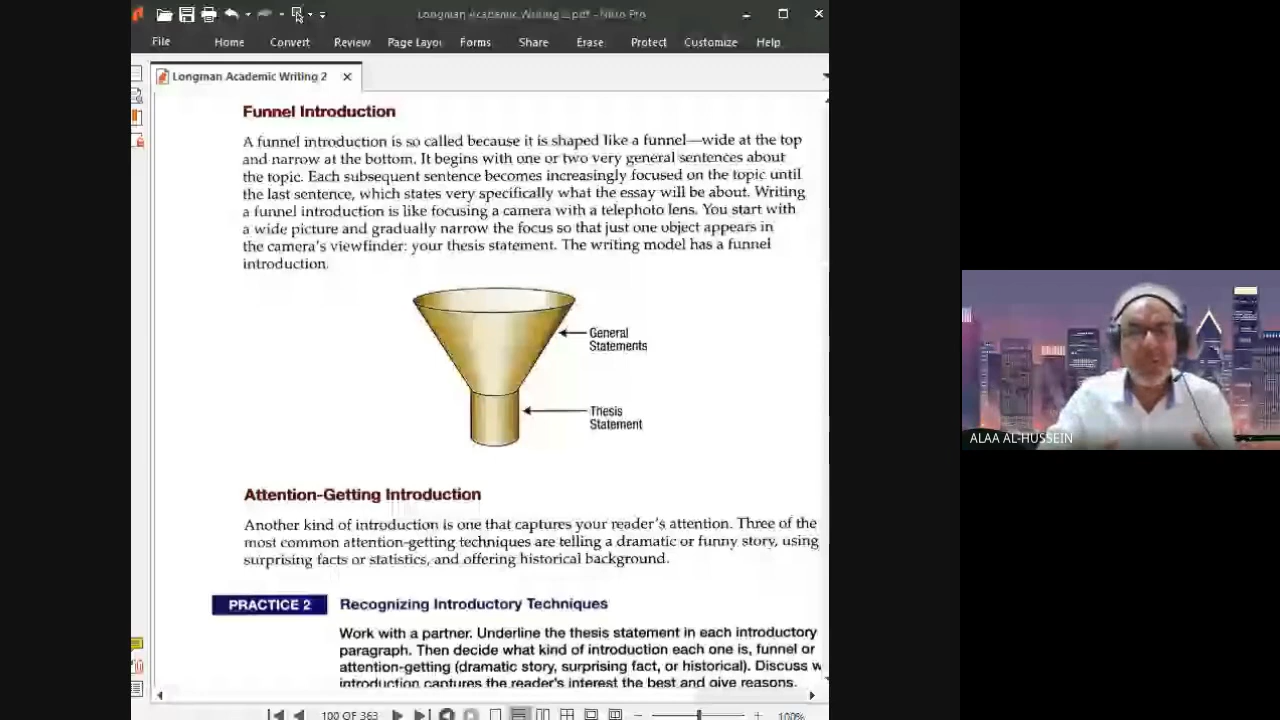 Longman Academic Writing ...pdf - Nitro Pro
File Home Convert Review Page Layou Forms Share Erase Protect Customize Help
Longman Academic Writing 2
Funnel Introduction
A funnel introduction is so called because it is shaped like a funnel—wide at the top
and narrow at the bottom. It begins with one or two very general sentences about
the topic. Each subsequent sentence becomes increasingly focused on the topic until
the last sentence, which states very specifically what the essay will be about. Writing
a funnel introduction is like focusing a camera with a telephoto lens. You start with
a wide picture and gradually narrow the focus so that just one object appears in
the camera's viewfinder: your thesis statement. The writing model has a funnel
introduction.
General
Statements
Thesis
Statement
Attention-Getting Introduction
Another kind of introduction is one that captures your reader's attention. Three of the
most common attention-getting techniques are telling a dramatic or funny story, using
surprising facts or statistics, and offering historical background.
PRACTICE 2 Recognizing Introductory Techniques
Work with a partner. Underline the thesis statement in each introductory
paragraph. Then decide what kind of introduction each one is, funnel or
attention-getting (dramatic story, surprising fact, or historical). Discuss w
introduction captures the reader's interest the best and give reasons.
100 OF 363
100%
ALAA AL-HUSSEIN